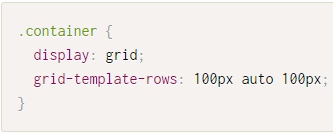 .container {
  display: grid;
  grid-template-rows: 100px auto 100px;
}